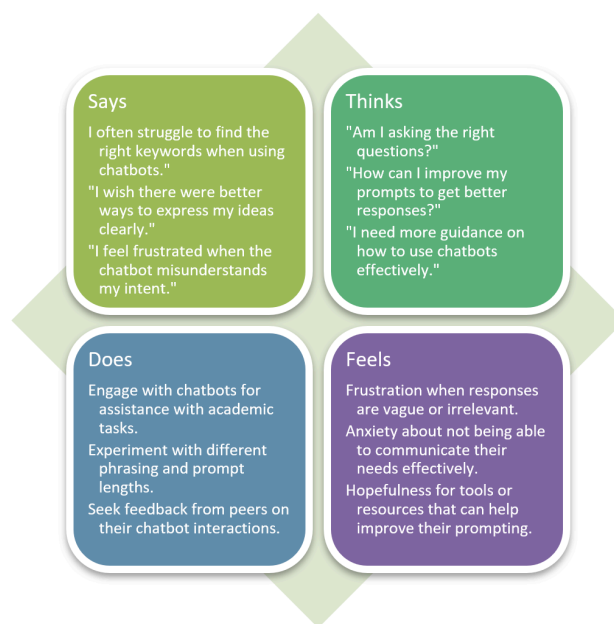 Says
I often struggle to find the
right keywords when using
chatbots."
"I wish there were better
ways to express my ideas
clearly."
"I feel frustrated when the
chatbot misunderstands
my intent."
Thinks
"Am I asking the right
questions?"
"How can I improve my
prompts to get better
responses?"
"I need more guidance on
how to use chatbots
effectively."
Does
Engage with chatbots for
assistance with academic
tasks.
Experiment with different
phrasing and prompt
lengths.
Seek feedback from peers on
their chatbot interactions.
Feels
Frustration when responses
are vague or irrelevant.
Anxiety about not being able
to communicate their
needs effectively.
Hopefulness for tools or
resources that can help
improve their prompting.